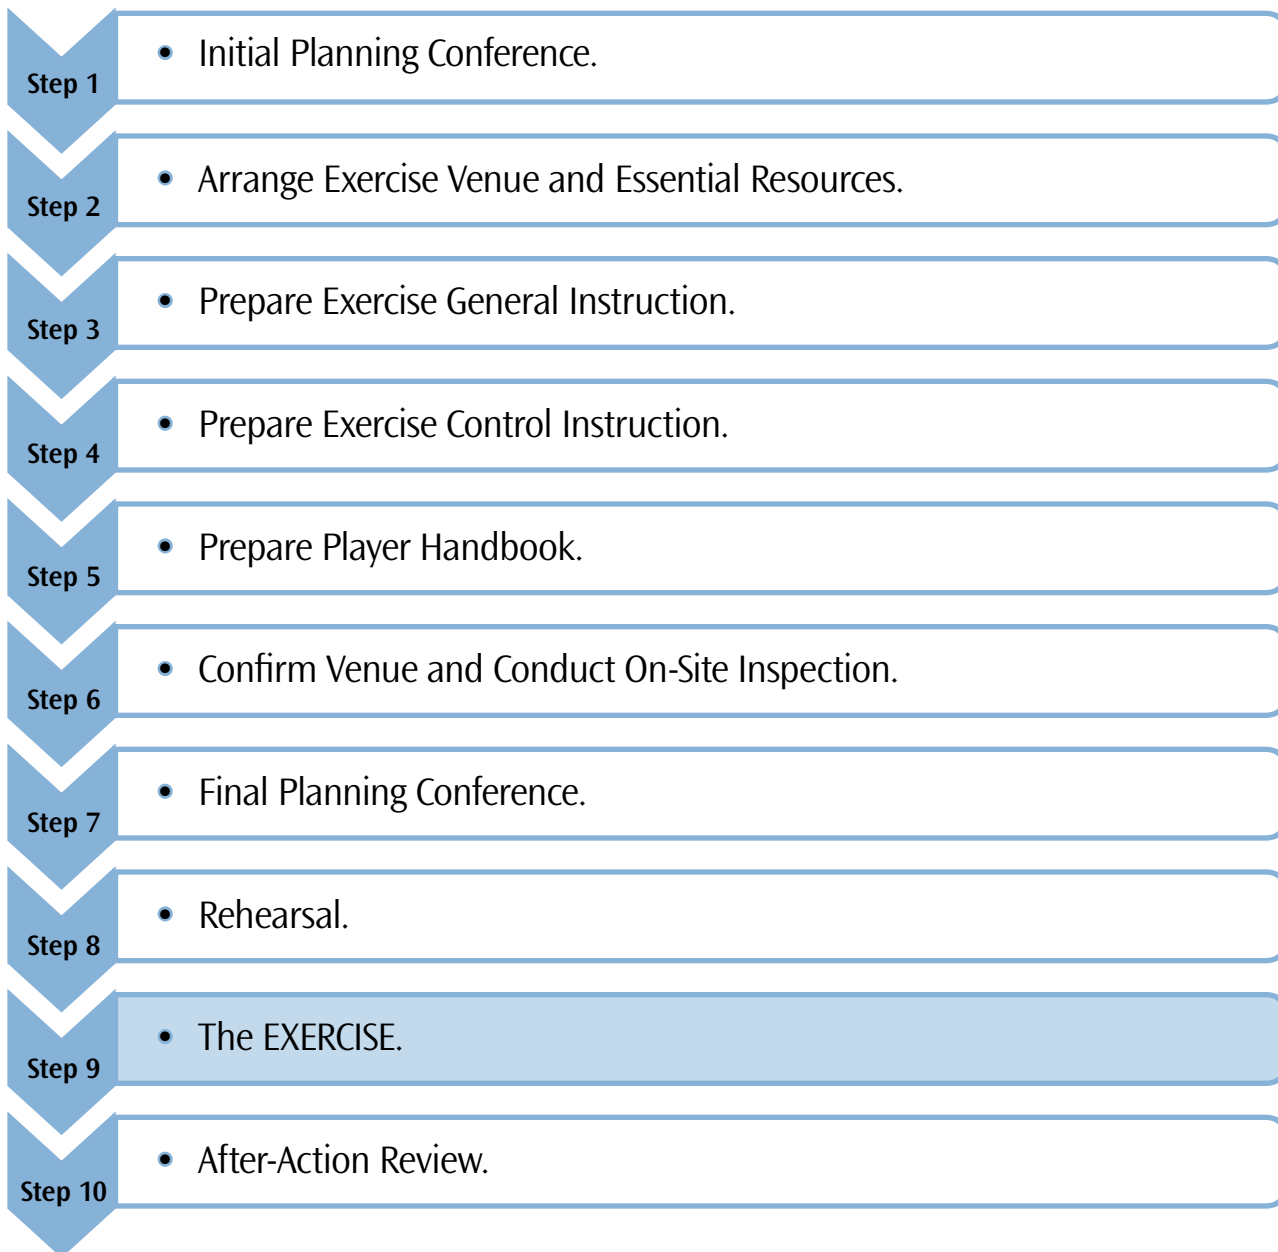 Step 1
• Initial Planning Conference.
Step 2
• Arrange Exercise Venue and Essential Resources.
Step 3
• Prepare Exercise General Instruction.
Step 4
• Prepare Exercise Control Instruction.
Step 5
• Prepare Player Handbook.
Step 6
• Confirm Venue and Conduct On-Site Inspection.
Step 7
• Final Planning Conference.
Step 8
• Rehearsal.
Step 9
• The EXERCISE.
Step 10
• After-Action Review.